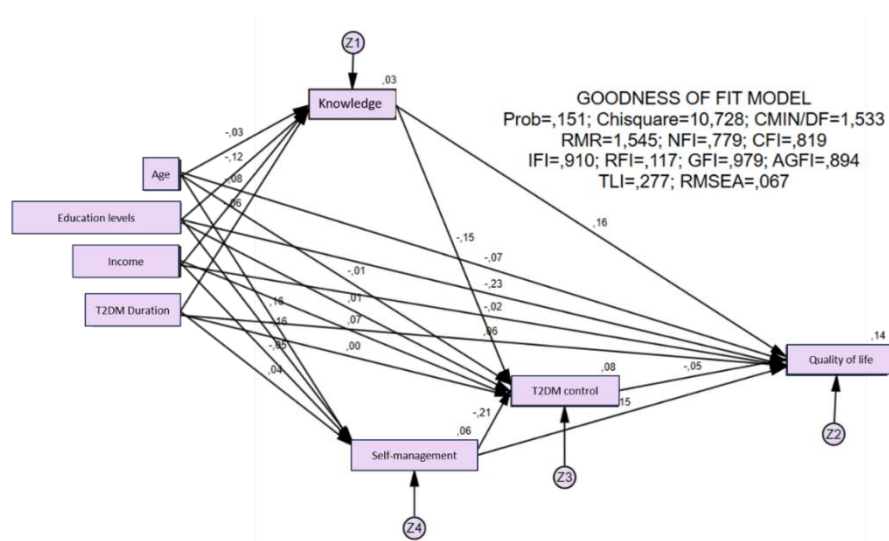 Z1
,03
Knowledge
GOODNESS OF FIT MODEL
Prob=,151; Chisquare=10,728; CMIN/DF=1,533
RMR=1,545; NFI=,779; CFI=,819
IFI=,910; RFI=,117; GFI=,979; AGFI=,894
TLI=,277; RMSEA=,067
-,03
-,12
-,08
,06
Age
Education levels
Income
T2DM Duration
,16
-,15
-,07
-,23
-,02
,06
-,01
,01
,07
,00
,16
,16
-,05
,04
,14
Quality of life
,08
-,05
T2DM control
,15
-,21
,06
Self-management
Z2
Z3
Z4